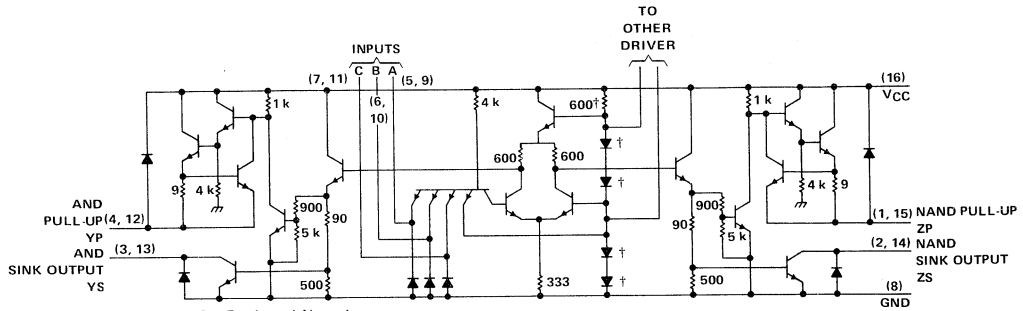 TO
OTHER
DRIVER
INPUTS
C B A
(7, 11)
(5, 9)
(6,
10)
(16)
VCC
1 k
4 k
600†
1 k
†
600
600
†
9
4 k
4 k
9
AND
PULL-UP (4, 12)
YP
900
90
5 k
900
90
5 k
(1, 15) NAND PULL-UP
ZP
AND (3, 13)
SINK OUTPUT
YS
(2, 14) NAND
SINK OUTPUT
ZS
†
†
500
333
500
(8)
GND